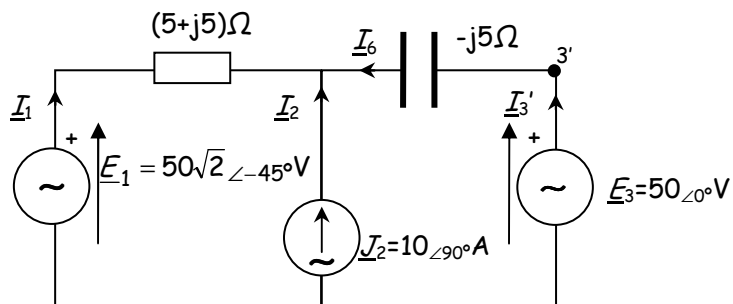 (5+j5)Ω
I6
-j5Ω
3'
I1
I2
I3'
+
+
E1 = 50√2∠-45°V
E3=50∠0°V
J2=10∠90°A
~
~
~